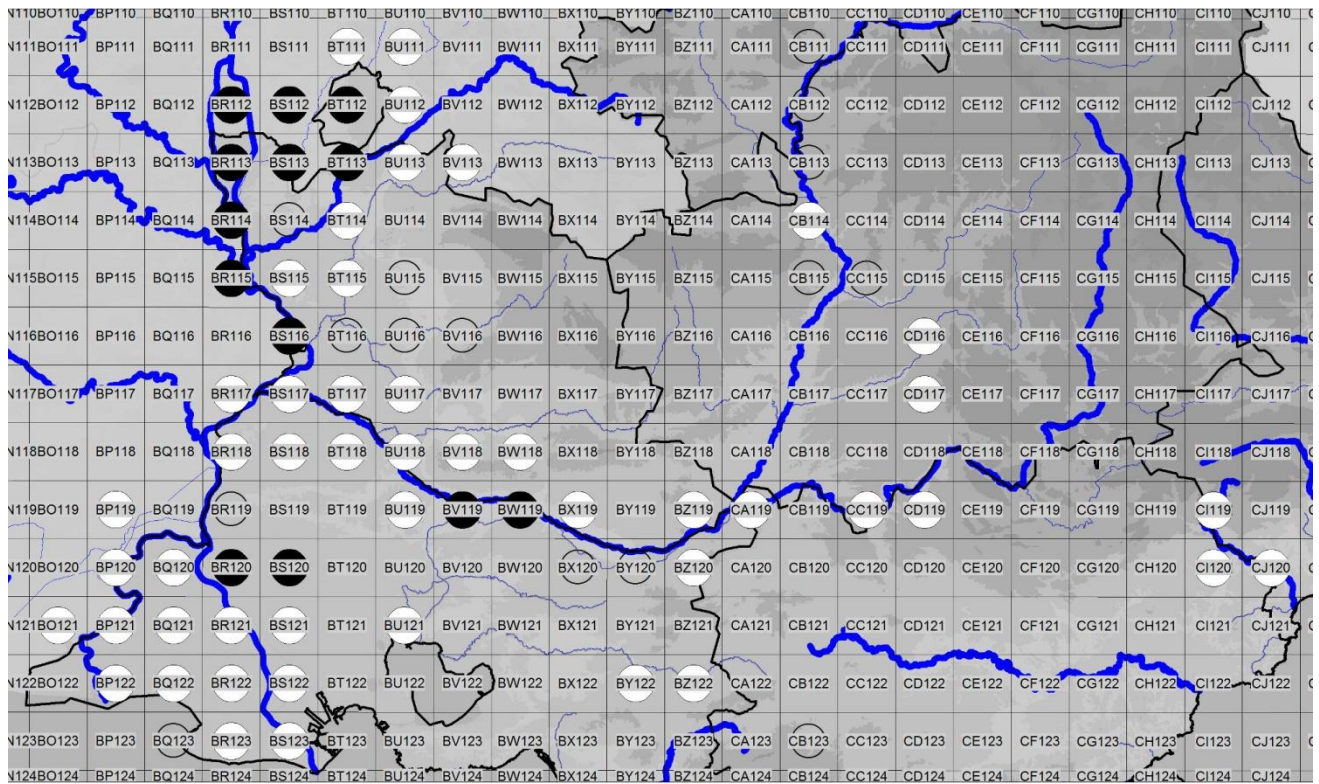 N110BO110 BP110 BQ110 BR110 BS110 BT110 BU110 BV110 BW110 BX110 BY110 BZ110 CA110 CB110 CC110 CD110 CE110 CF110 CG110 CH110 CI110 CJ110
N111BO111 BP111 BQ111 BR111 BS111 BT111 BU111 BV111 BW111 BX111 BY111 BZ111 CA111 CB111 CC111 CD111 CE111 CF111 CG111 CH111 CI111 CJ111
N112BO112 BP112 BQ112 BR112 BS112 BT112 BU112 BV112 BW112 BX112 BY112 BZ112 CA112 CB112 CC112 CD112 CE112 CF112 CG112 CH112 CI112 CJ112
N113BO113 BP113 BQ113 BR113 BS113 BT113 BU113 BV113 BW113 BX113 BY113 BZ113 CA113 CB113 CC113 CD113 CE113 CF113 CG113 CH113 CI113 CJ113
N114BO114 BP114 BQ114 BR114 BS114 BT114 BU114 BV114 BW114 BX114 BY114 BZ114 CA114 CB114 CC114 CD114 CE114 CF114 CG114 CH114 CI114 CJ114
N115BO115 BP115 BQ115 BR115 BS115 BT115 BU115 BV115 BW115 BX115 BY115 BZ115 CA115 CB115 CC115 CD115 CE115 CF115 CG115 CH115 CI115 CJ115
N116BO116 BP116 BQ116 BR116 BS116 BT116 BU116 BV116 BW116 BX116 BY116 BZ116 CA116 CB116 CC116 CD116 CE116 CF116 CG116 CH116 CI116 CJ116
N117BO117 BP117 BQ117 BR117 BS117 BT117 BU117 BV117 BW117 BX117 BY117 BZ117 CA117 CB117 CC117 CD117 CE117 CF117 CG117 CH117 CI117 CJ117
N118BO118 BP118 BQ118 BR118 BS118 BT118 BU118 BV118 BW118 BX118 BY118 BZ118 CA118 CB118 CC118 CD118 CE118 CF118 CG118 CH118 CI118 CJ118
N119BO119 BP119 BQ119 BR119 BS119 BT119 BU119 BV119 BW119 BX119 BY119 BZ119 CA119 CB119 CC119 CD119 CE119 CF119 CG119 CH119 CI119 CJ119
N120BO120 BP120 BQ120 BR120 BS120 BT120 BU120 BV120 BW120 BX120 BY120 BZ120 CA120 CB120 CC120 CD120 CE120 CF120 CG120 CH120 CI120 CJ120
N121BO121 BP121 BQ121 BR121 BS121 BT121 BU121 BV121 BW121 BX121 BY121 BZ121 CA121 CB121 CC121 CD121 CE121 CF121 CG121 CH121 CI121 CJ121
N122BO122 BP122 BQ122 BR122 BS122 BT122 BU122 BV122 BW122 BX122 BY122 BZ122 CA122 CB122 CC122 CD122 CE122 CF122 CG122 CH122 CI122 CJ122
N123BO123 BP123 BQ123 BR123 BS123 BT123 BU123 BV123 BW123 BX123 BY123 BZ123 CA123 CB123 CC123 CD123 CE123 CF123 CG123 CH123 CI123 CJ123
N124BO124 BP124 BQ124 BR124 BS124 BT124 BU124 BV124 BW124 BX124 BY124 BZ124 CA124 CB124 CC124 CD124 CE124 CF124 CG124 CH124 CI124 CJ124